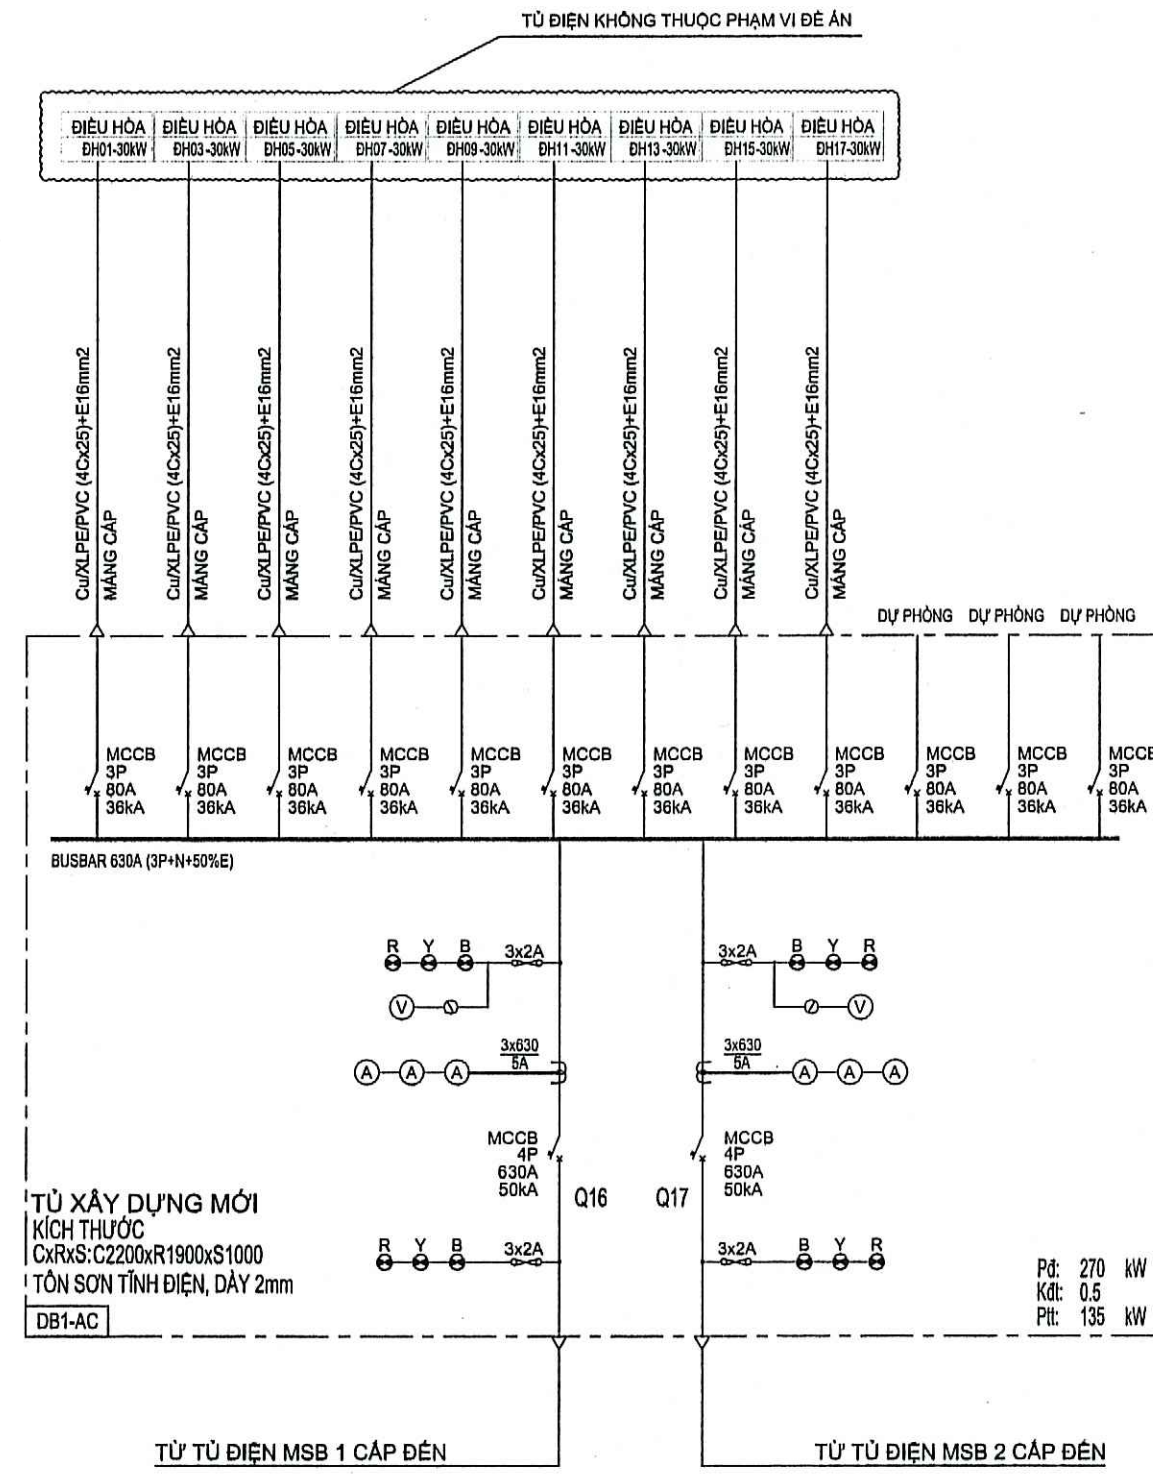 TỦ ĐIỆN KHÔNG THUỘC PHẠM VI ĐỀ ÁN
ĐIỀU HÒA ĐIỀU HÒA ĐIỀU HÒA ĐIỀU HÒA ĐIỀU HÒA ĐIỀU HÒA ĐIỀU HÒA ĐIỀU HÒA ĐIỀU HÒA
ĐH01-30kW ĐH03-30kW ĐH05-30kW ĐH07-30kW ĐH09-30kW ĐH11-30kW ĐH13-30kW ĐH15-30kW ĐH17-30kW
Cu/XLPE/PVC (4Cx25)+E16mm2
MÁNG CÁP
Cu/XLPE/PVC (4Cx25)+E16mm2
MÁNG CÁP
Cu/XLPE/PVC (4Cx25)+E16mm2
MÁNG CÁP
Cu/XLPE/PVC (4Cx25)+E16mm2
MÁNG CÁP
Cu/XLPE/PVC (4Cx25)+E16mm2
MÁNG CÁP
Cu/XLPE/PVC (4Cx25)+E16mm2
MÁNG CÁP
Cu/XLPE/PVC (4Cx25)+E16mm2
MÁNG CÁP
Cu/XLPE/PVC (4Cx25)+E16mm2
MÁNG CÁP
Cu/XLPE/PVC (4Cx25)+E16mm2
MÁNG CÁP
DỰ PHÒNG DỰ PHÒNG DỰ PHÒNG
MCCB MCCB MCCB MCCB MCCB MCCB MCCB MCCB MCCB MCCB MCCB MCCB
3P 3P 3P 3P 3P 3P 3P 3P 3P 3P 3P 3P
80A 80A 80A 80A 80A 80A 80A 80A 80A 80A 80A 80A
36kA 36kA 36kA 36kA 36kA 36kA 36kA 36kA 36kA 36kA 36kA 36kA
BUSBAR 630A (3P+N+50%E)
R Y B 3x2A 3x2A B Y R
V V
3x630 3x630
5A 5A
A A A A A A
MCCB MCCB
4P 4P
630A 630A
50kA 50kA
Q16 Q17
TỦ XÂY DỰNG MỚI
KÍCH THƯỚC
CxRxS:C2200xR1900xS1000
TÔN SƠN TĨNH ĐIỆN, DÀY 2mm
DB1-AC
R Y B 3x2A 3x2A B Y R
Pđ: 270 kW
Kđt: 0.5
Ptt: 135 kW
TỪ TỦ ĐIỆN MSB 1 CẤP ĐẾN TỪ TỦ ĐIỆN MSB 2 CẤP ĐẾN